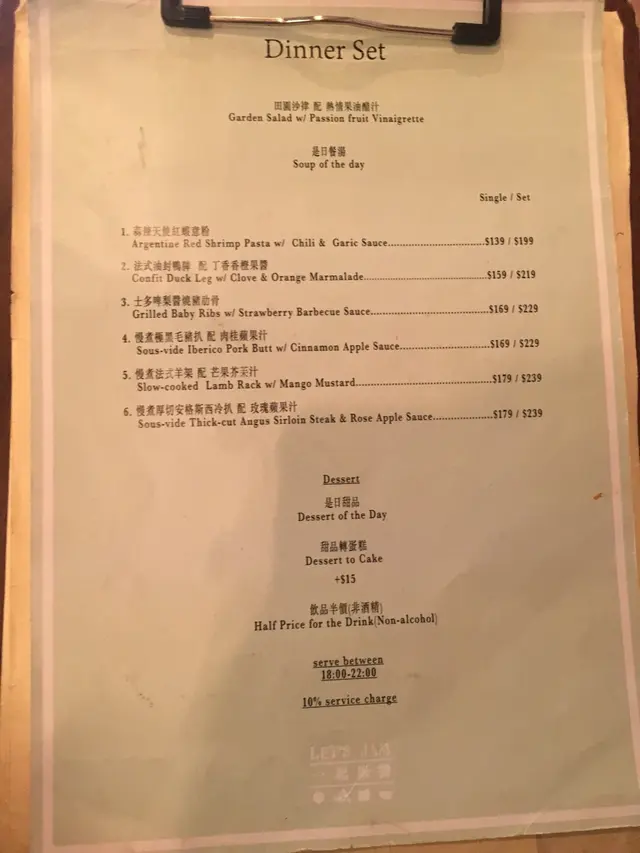 Dinner Set
田園沙律 配 熱情果油醋汁
Garden Salad w/ Passion fruit Vinaigrette
是日餐湯
Soup of the day
Single / Set
1. 蒜辣天使紅蝦意粉
Argentine Red Shrimp Pasta w/ Chili & Garic Sauce................................$139 / $199
2. 法式油封鴨脾 配 丁香香橙果醬
Confit Duck Leg w/ Clove & Orange Marmalade........................................$159 / $219
3. 士多啤梨醬燒豬肋骨
Grilled Baby Ribs w/ Strawberry Barbecue Sauce.......................................$169 / $229
4. 慢煮極黑毛豬扒 配 肉桂蘋果汁
Sous-vide Iberico Pork Butt w/ Cinnamon Apple Sauce..............................$169 / $229
5. 慢煮法式羊架 配 芒果芥茉汁
Slow-cooked Lamb Rack w/ Mango Mustard.............................................$179 / $239
6. 慢煮厚切安格斯西冷扒 配 玫瑰蘋果汁
Sous-vide Thick-cut Angus Sirloin Steak & Rose Apple Sauce...................$179 / $239
Dessert
是日甜品
Dessert of the Day
甜品轉蛋糕
Dessert to Cake
+$15
飲品半價(非酒精)
Half Price for the Drink(Non-alcohol)
serve between
18:00-22:00
10% service charge